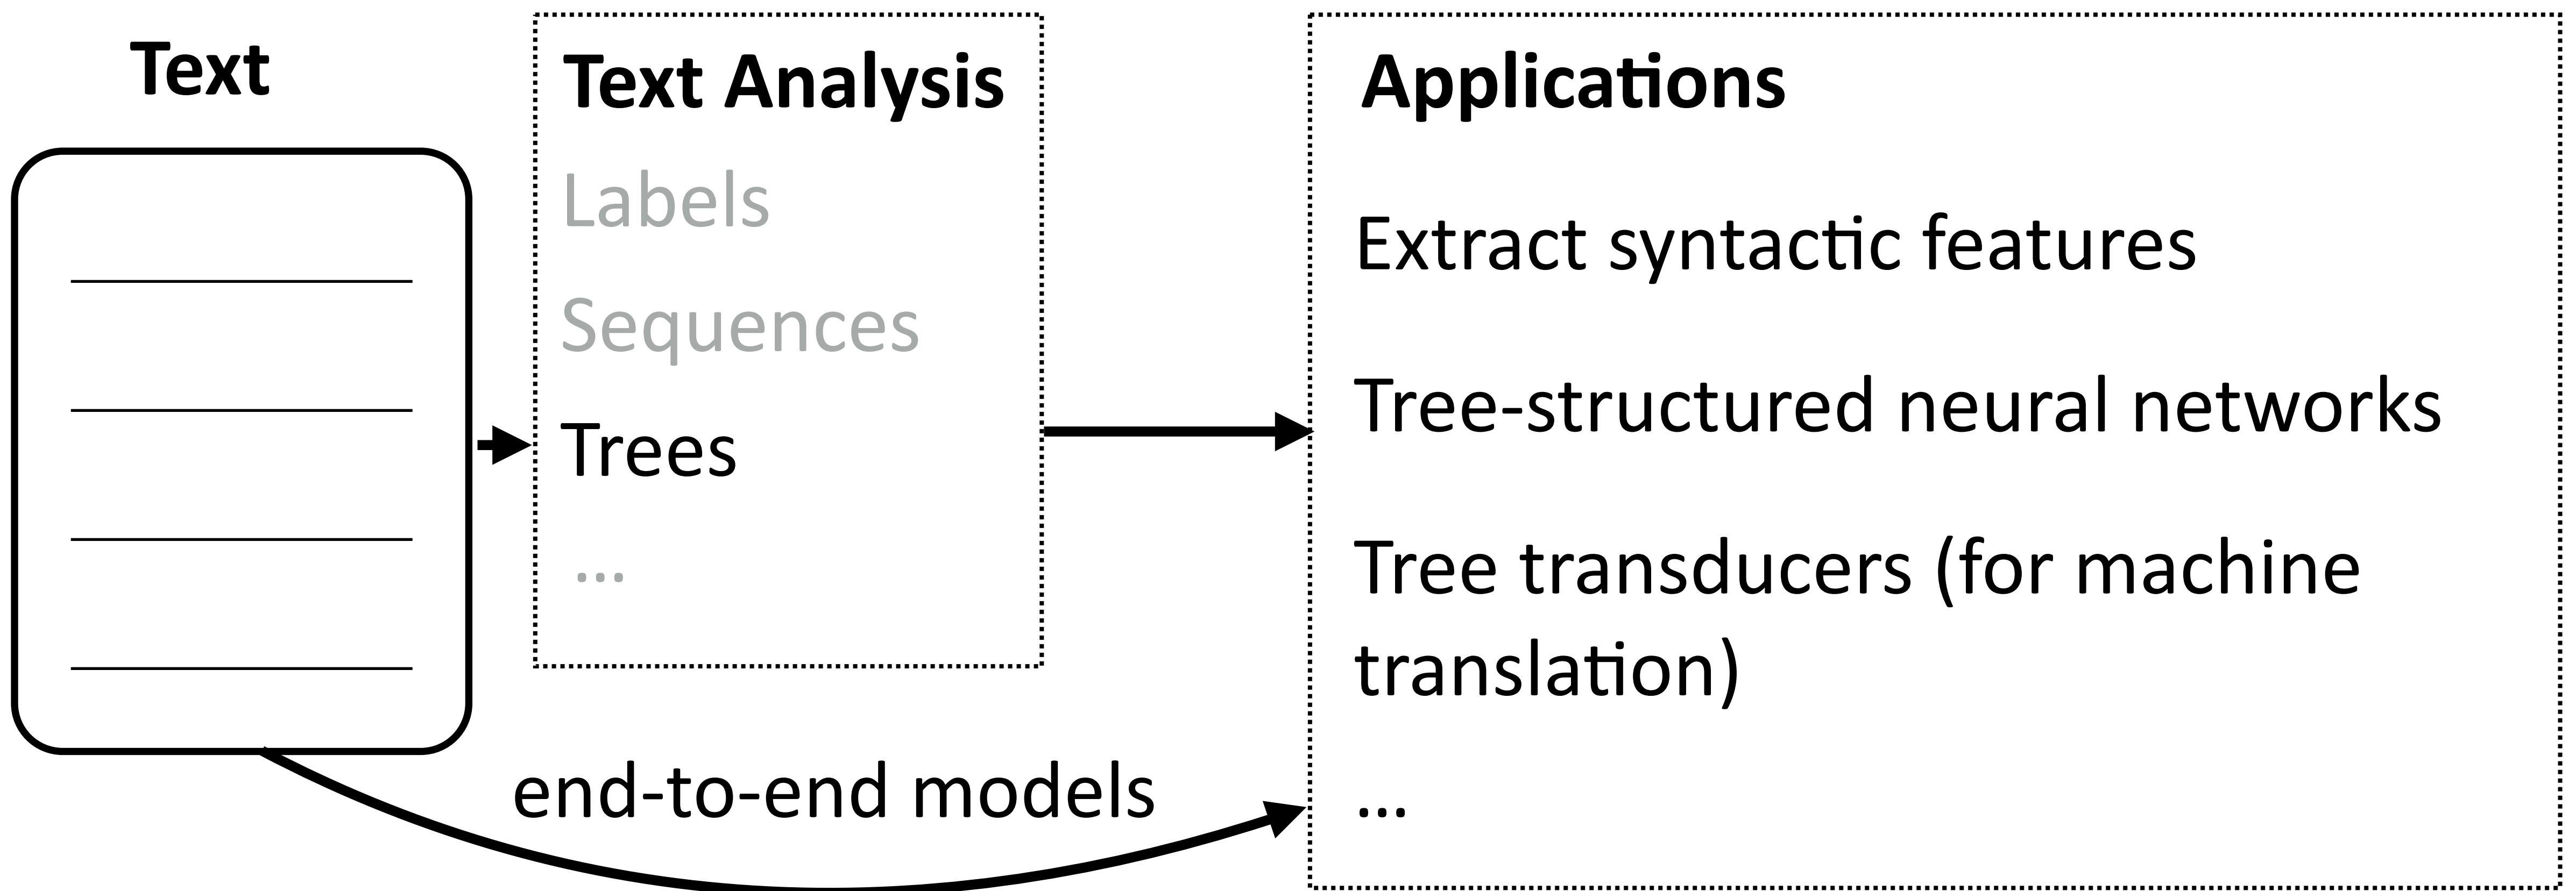 Text
Text Analysis
Labels
Sequences
Trees
...
Applications
Extract syntactic features
Tree-structured neural networks
Tree transducers (for machine
translation)
...
end-to-end models